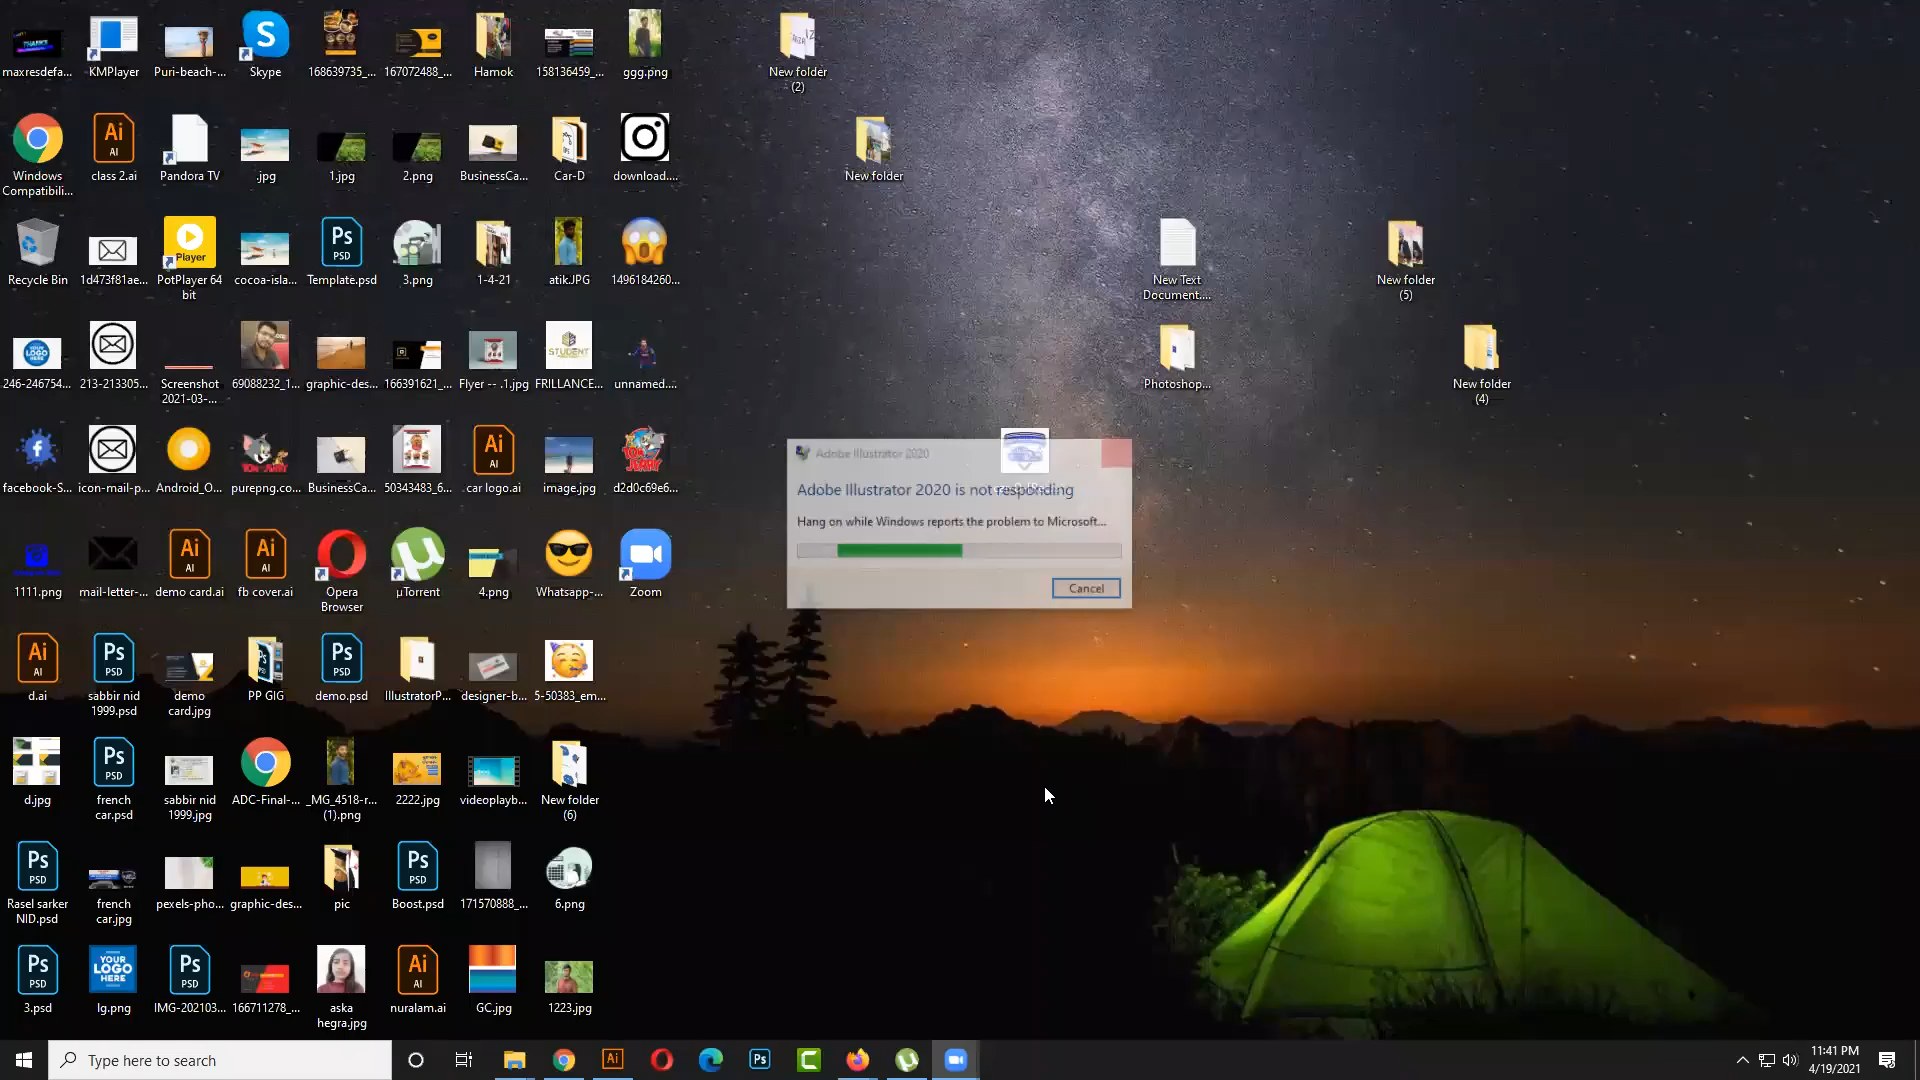 maxresdefa...
KMPlayer
Puri-beach-...
Skype
168639735_...
167072488_...
Hamok
158136459_...
ggg.png
New folder
(2)
Windows
Compatibili...
class 2.ai
Pandora TV
.jpg
1.jpg
2.png
BusinessCa...
Car-D
download....
New folder
Recycle Bin
1d473f81ae...
PotPlayer 64
bit
cocoa-isla...
Template.psd
3.png
1-4-21
atik.JPG
1496184260...
New Text
Document....
New folder
(5)
246-246754...
213-213305...
Screenshot
2021-03-...
69088232_1...
graphic-des...
166391621_...
Flyer -- .1.jpg
FRILLANCE...
unnamed....
Photoshop...
New folder
(4)
facebook-S...
icon-mail-p...
Android_O...
purepng.co...
BusinessCa...
50343483_6...
car logo.ai
image.jpg
d2d0c69e6...
Adobe Illustrator 2020
Adobe Illustrator 2020 is not responding
Hang on while Windows reports the problem to Microsoft...
Cancel
1111.png
mail-letter-...
demo card.ai
fb cover.ai
Opera
Browser
µTorrent
4.png
Whatsapp-...
Zoom
d.ai
sabbir nid
1999.psd
demo
card.jpg
PP GIG
demo.psd
IllustratorP...
designer-b...
5-50383_em...
d.jpg
french
car.psd
sabbir nid
1999.jpg
ADC-Final-...
_MG_4518-r...
(1).png
2222.jpg
videoplayb...
New folder
(6)
Rasel sarker
NID.psd
french
car.jpg
pexels-pho...
graphic-des...
pic
Boost.psd
171570888_...
6.png
3.psd
lg.png
IMG-202103...
166711278_...
aska
hegra.jpg
nuralam.ai
GC.jpg
1223.jpg
Type here to search
11:41 PM
4/19/2021